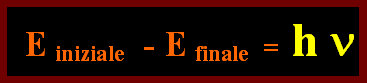 E iniziale - E finale = h ν